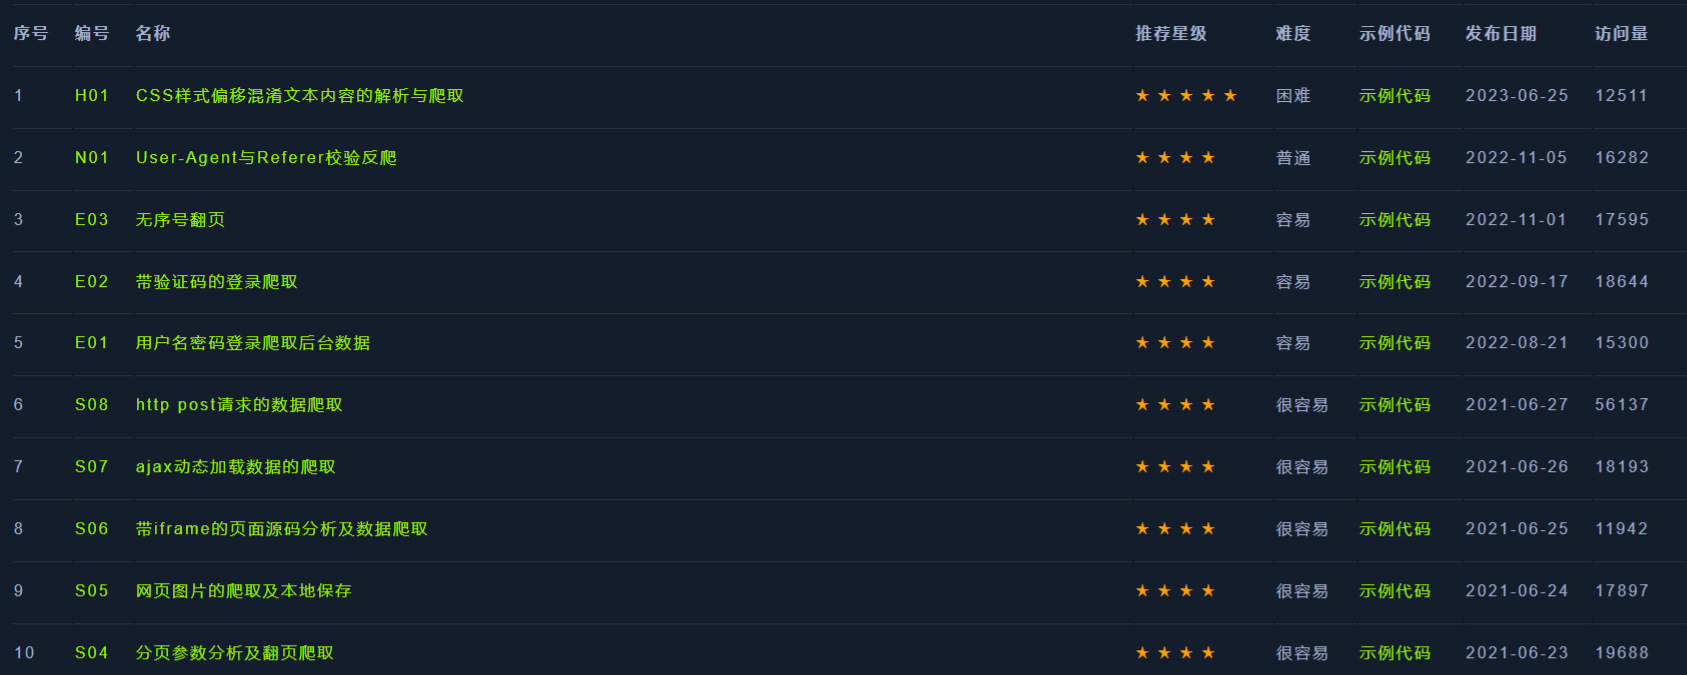 序号 编号 名称 推荐星级 难度 示例代码 发布日期 访问量
1 H01 CSS样式偏移混淆文本内容的解析与爬取 ★ ★ ★ ★ ★ 困难 示例代码 2023-06-25 12511
2 N01 User-Agent与Referer校验反爬 ★ ★ ★ ★ 普通 示例代码 2022-11-05 16282
3 E03 无序号翻页 ★ ★ ★ ★ 容易 示例代码 2022-11-01 17595
4 E02 带验证码的登录爬取 ★ ★ ★ ★ 容易 示例代码 2022-09-17 18644
5 E01 用户名密码登录爬取后台数据 ★ ★ ★ ★ 容易 示例代码 2022-08-21 15300
6 S08 http post请求的数据爬取 ★ ★ ★ ★ 很容易 示例代码 2021-06-27 56137
7 S07 ajax动态加载数据的爬取 ★ ★ ★ ★ 很容易 示例代码 2021-06-26 18193
8 S06 带iframe的页面源码分析及数据爬取 ★ ★ ★ ★ 很容易 示例代码 2021-06-25 11942
9 S05 网页图片的爬取及本地保存 ★ ★ ★ ★ 很容易 示例代码 2021-06-24 17897
10 S04 分页参数分析及翻页爬取 ★ ★ ★ ★ 很容易 示例代码 2021-06-23 19688